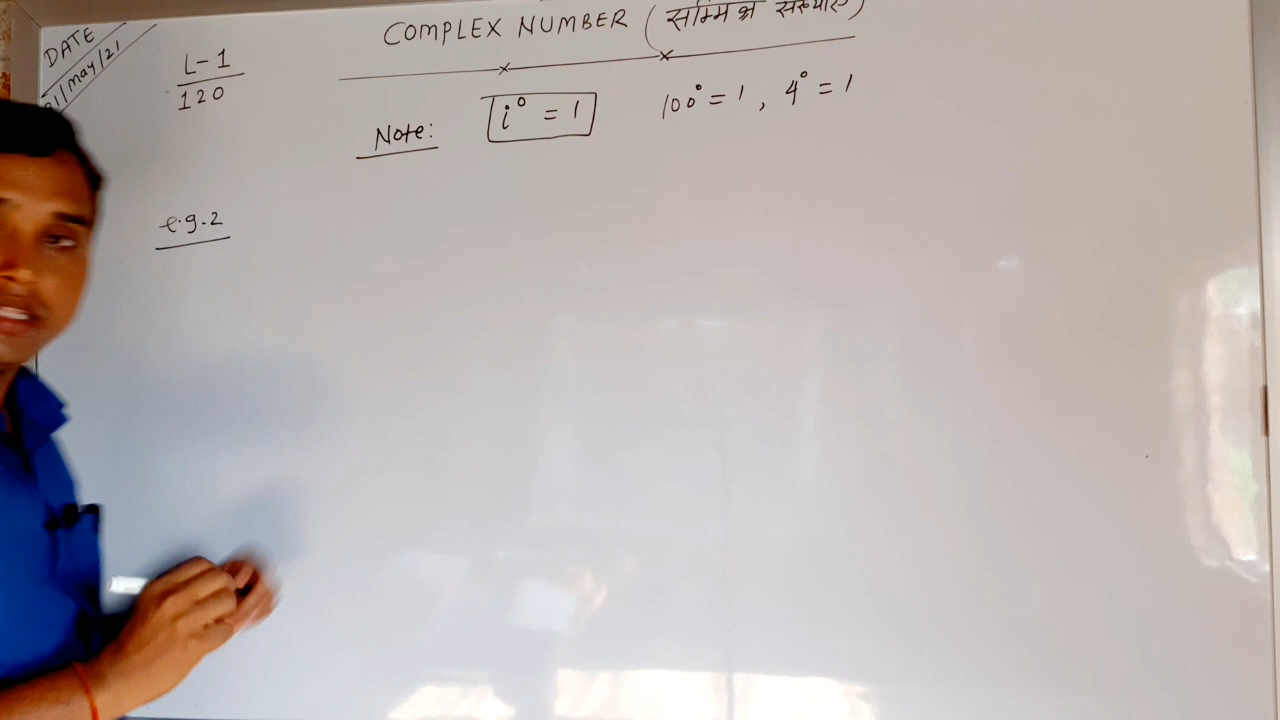 DATE
21/may/21
L-1
120
COMPLEX NUMBER (सम्मिश्र संख्याएं)
Note: i° = 1 100° = 1, 4° = 1
e.g.2